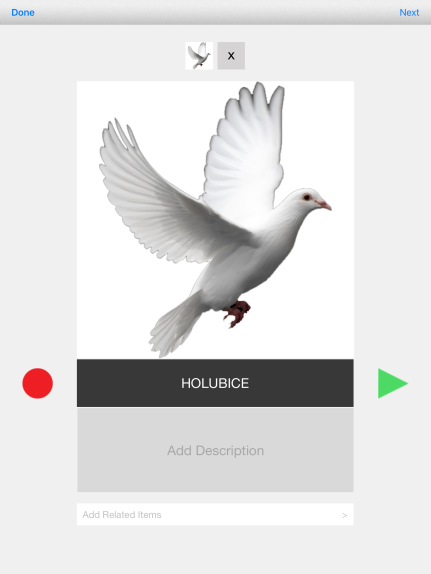 Done
Next
X
HOLUBICE
Add Description
Add Related Items >